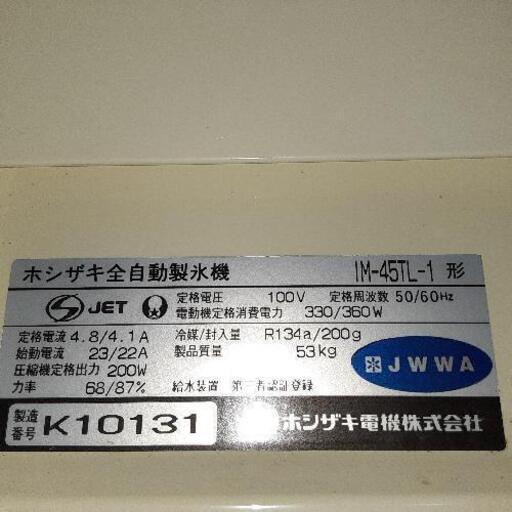 ホシザキ全自動製氷機 IM-45TL-1 形
JET
定格電圧 100V 定格周波数 50/60Hz
電動機定格消費電力 330/360W
定格電流 4.8/4.1A 冷媒/封入量 R134a/200g
始動電流 23/22A 製品質量 53kg
圧縮機定格出力 200W
力率 68/87% 給水装置 第三者認証登録
JWWA
製造番号 K10131
ホシザキ電機株式会社